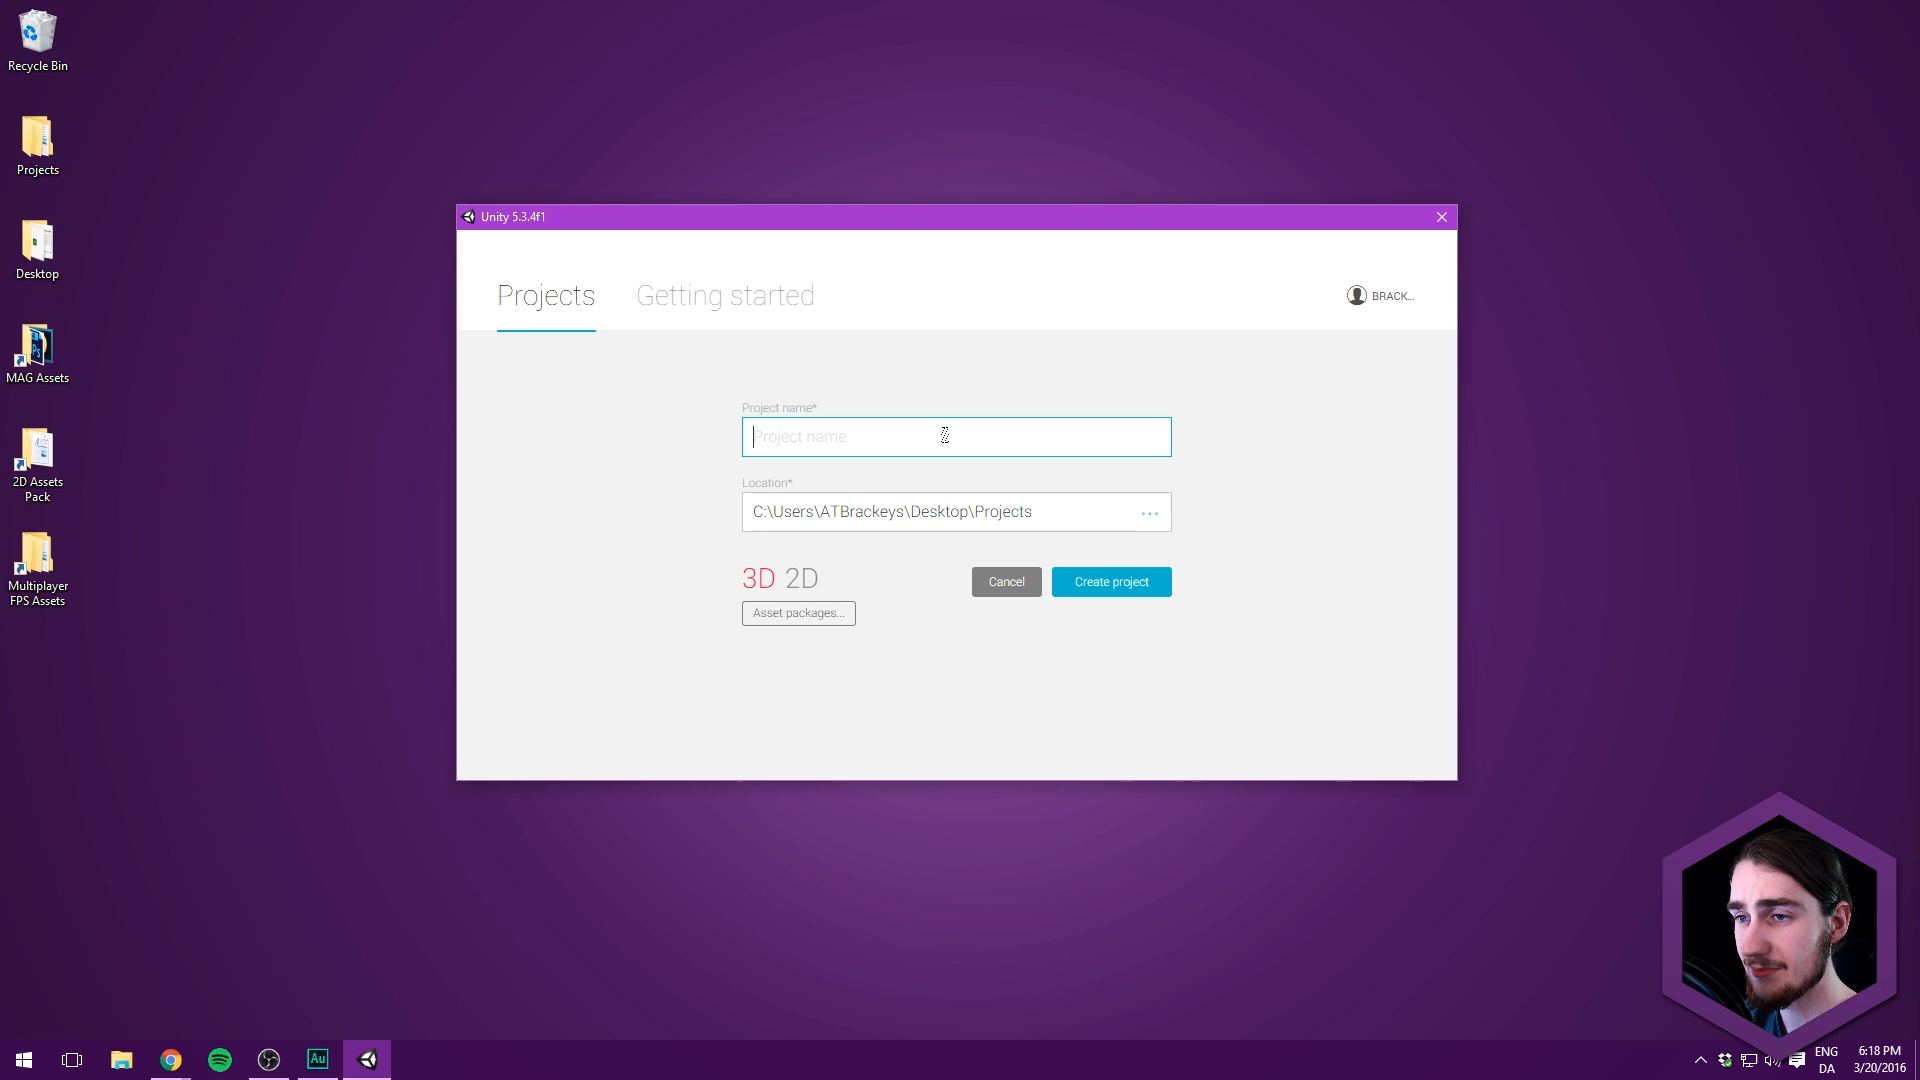 Recycle Bin
Projects
Desktop
MAG Assets
2D Assets
Pack
Multiplayer
FPS Assets
Unity 5.3.4f1
Projects
Getting started
BRACK...
Project name*
Project name
Location*
C:\Users\ATBrackeys\Desktop\Projects
...
3D 2D
Cancel
Create project
Asset packages...
Ps
Au
ENG
DA
6:18 PM
3/20/2016